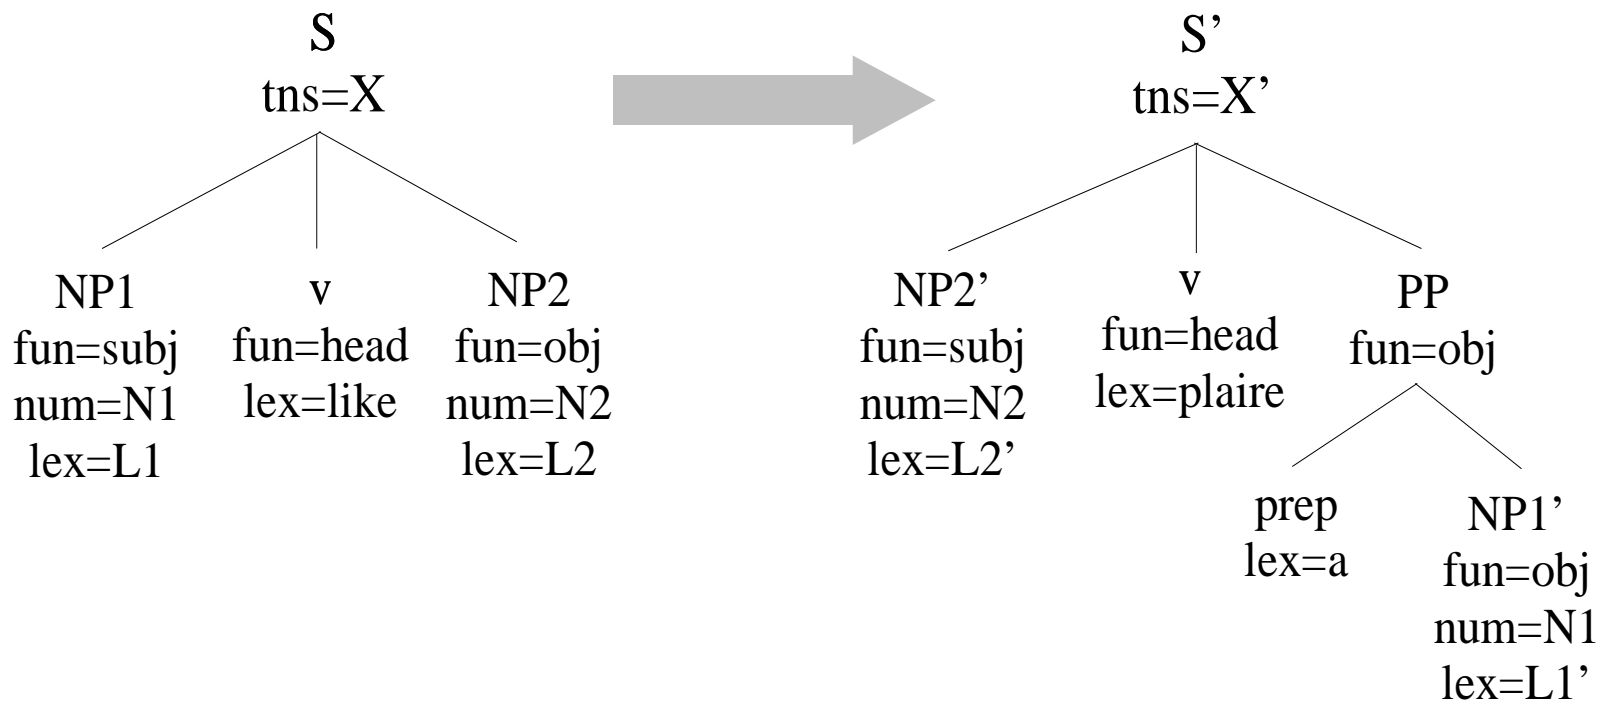 S
tns=X
NP1
fun=subj
num=N1
lex=L1
v
fun=head
lex=like
NP2
fun=obj
num=N2
lex=L2
S’
tns=X’
NP2’
fun=subj
num=N2
lex=L2’
v
fun=head
lex=plaire
PP
fun=obj
prep
lex=a
NP1’
fun=obj
num=N1
lex=L1’